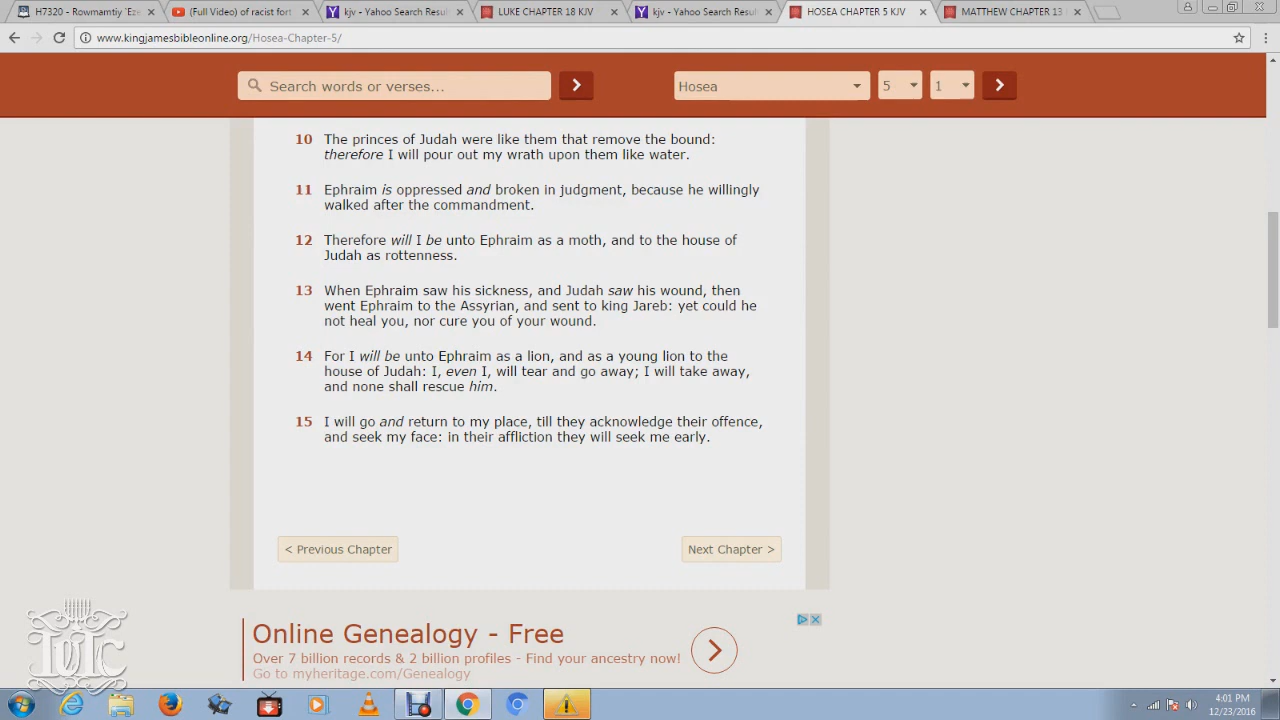 H7320 - Rowmamtiy 'Eze
(Full Video) of racist fort
kjv - Yahoo Search Resul
LUKE CHAPTER 18 KJV
kjv - Yahoo Search Resul
HOSEA CHAPTER 5 KJV
MATTHEW CHAPTER 13
www.kingjamesbibleonline.org/Hosea-Chapter-5/
Search words or verses...
Hosea
5
1
10 The princes of Judah were like them that remove the bound:
therefore I will pour out my wrath upon them like water.
11 Ephraim is oppressed and broken in judgment, because he willingly
walked after the commandment.
12 Therefore will I be unto Ephraim as a moth, and to the house of
Judah as rottenness.
13 When Ephraim saw his sickness, and Judah saw his wound, then
went Ephraim to the Assyrian, and sent to king Jareb: yet could he
not heal you, nor cure you of your wound.
14 For I will be unto Ephraim as a lion, and as a young lion to the
house of Judah: I, even I, will tear and go away; I will take away,
and none shall rescue him.
15 I will go and return to my place, till they acknowledge their offence,
and seek my face: in their affliction they will seek me early.
< Previous Chapter
Next Chapter >
Online Genealogy - Free
Over 7 billion records & 2 billion profiles - Find your ancestry now!
Go to myheritage.com/Genealogy
IUIC
4:01 PM
12/23/2016